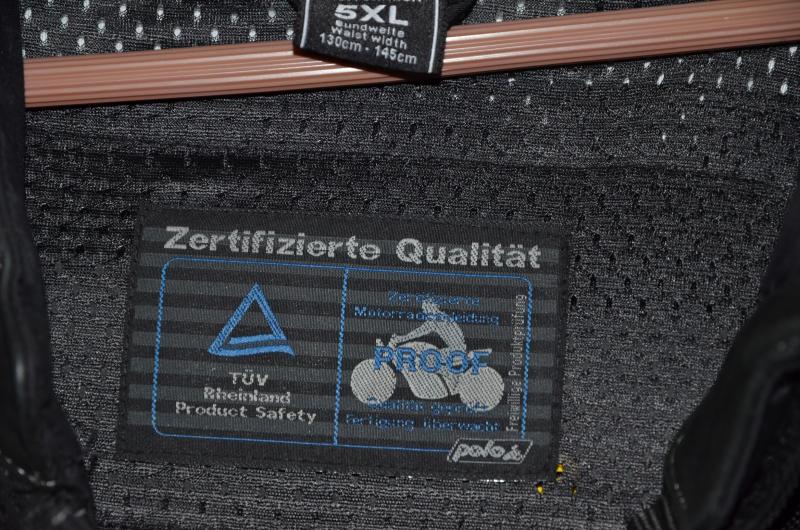 5XL
Bundweite
Waist width
130cm - 145cm
Zertifizierte Qualität
TÜV
Rheinland
Product Safety
Zertifizierte
Motorradbekleidung
PROOF
Qualität geprüft
Fertigung überwacht
Freiwillige Produktprüfung
polo